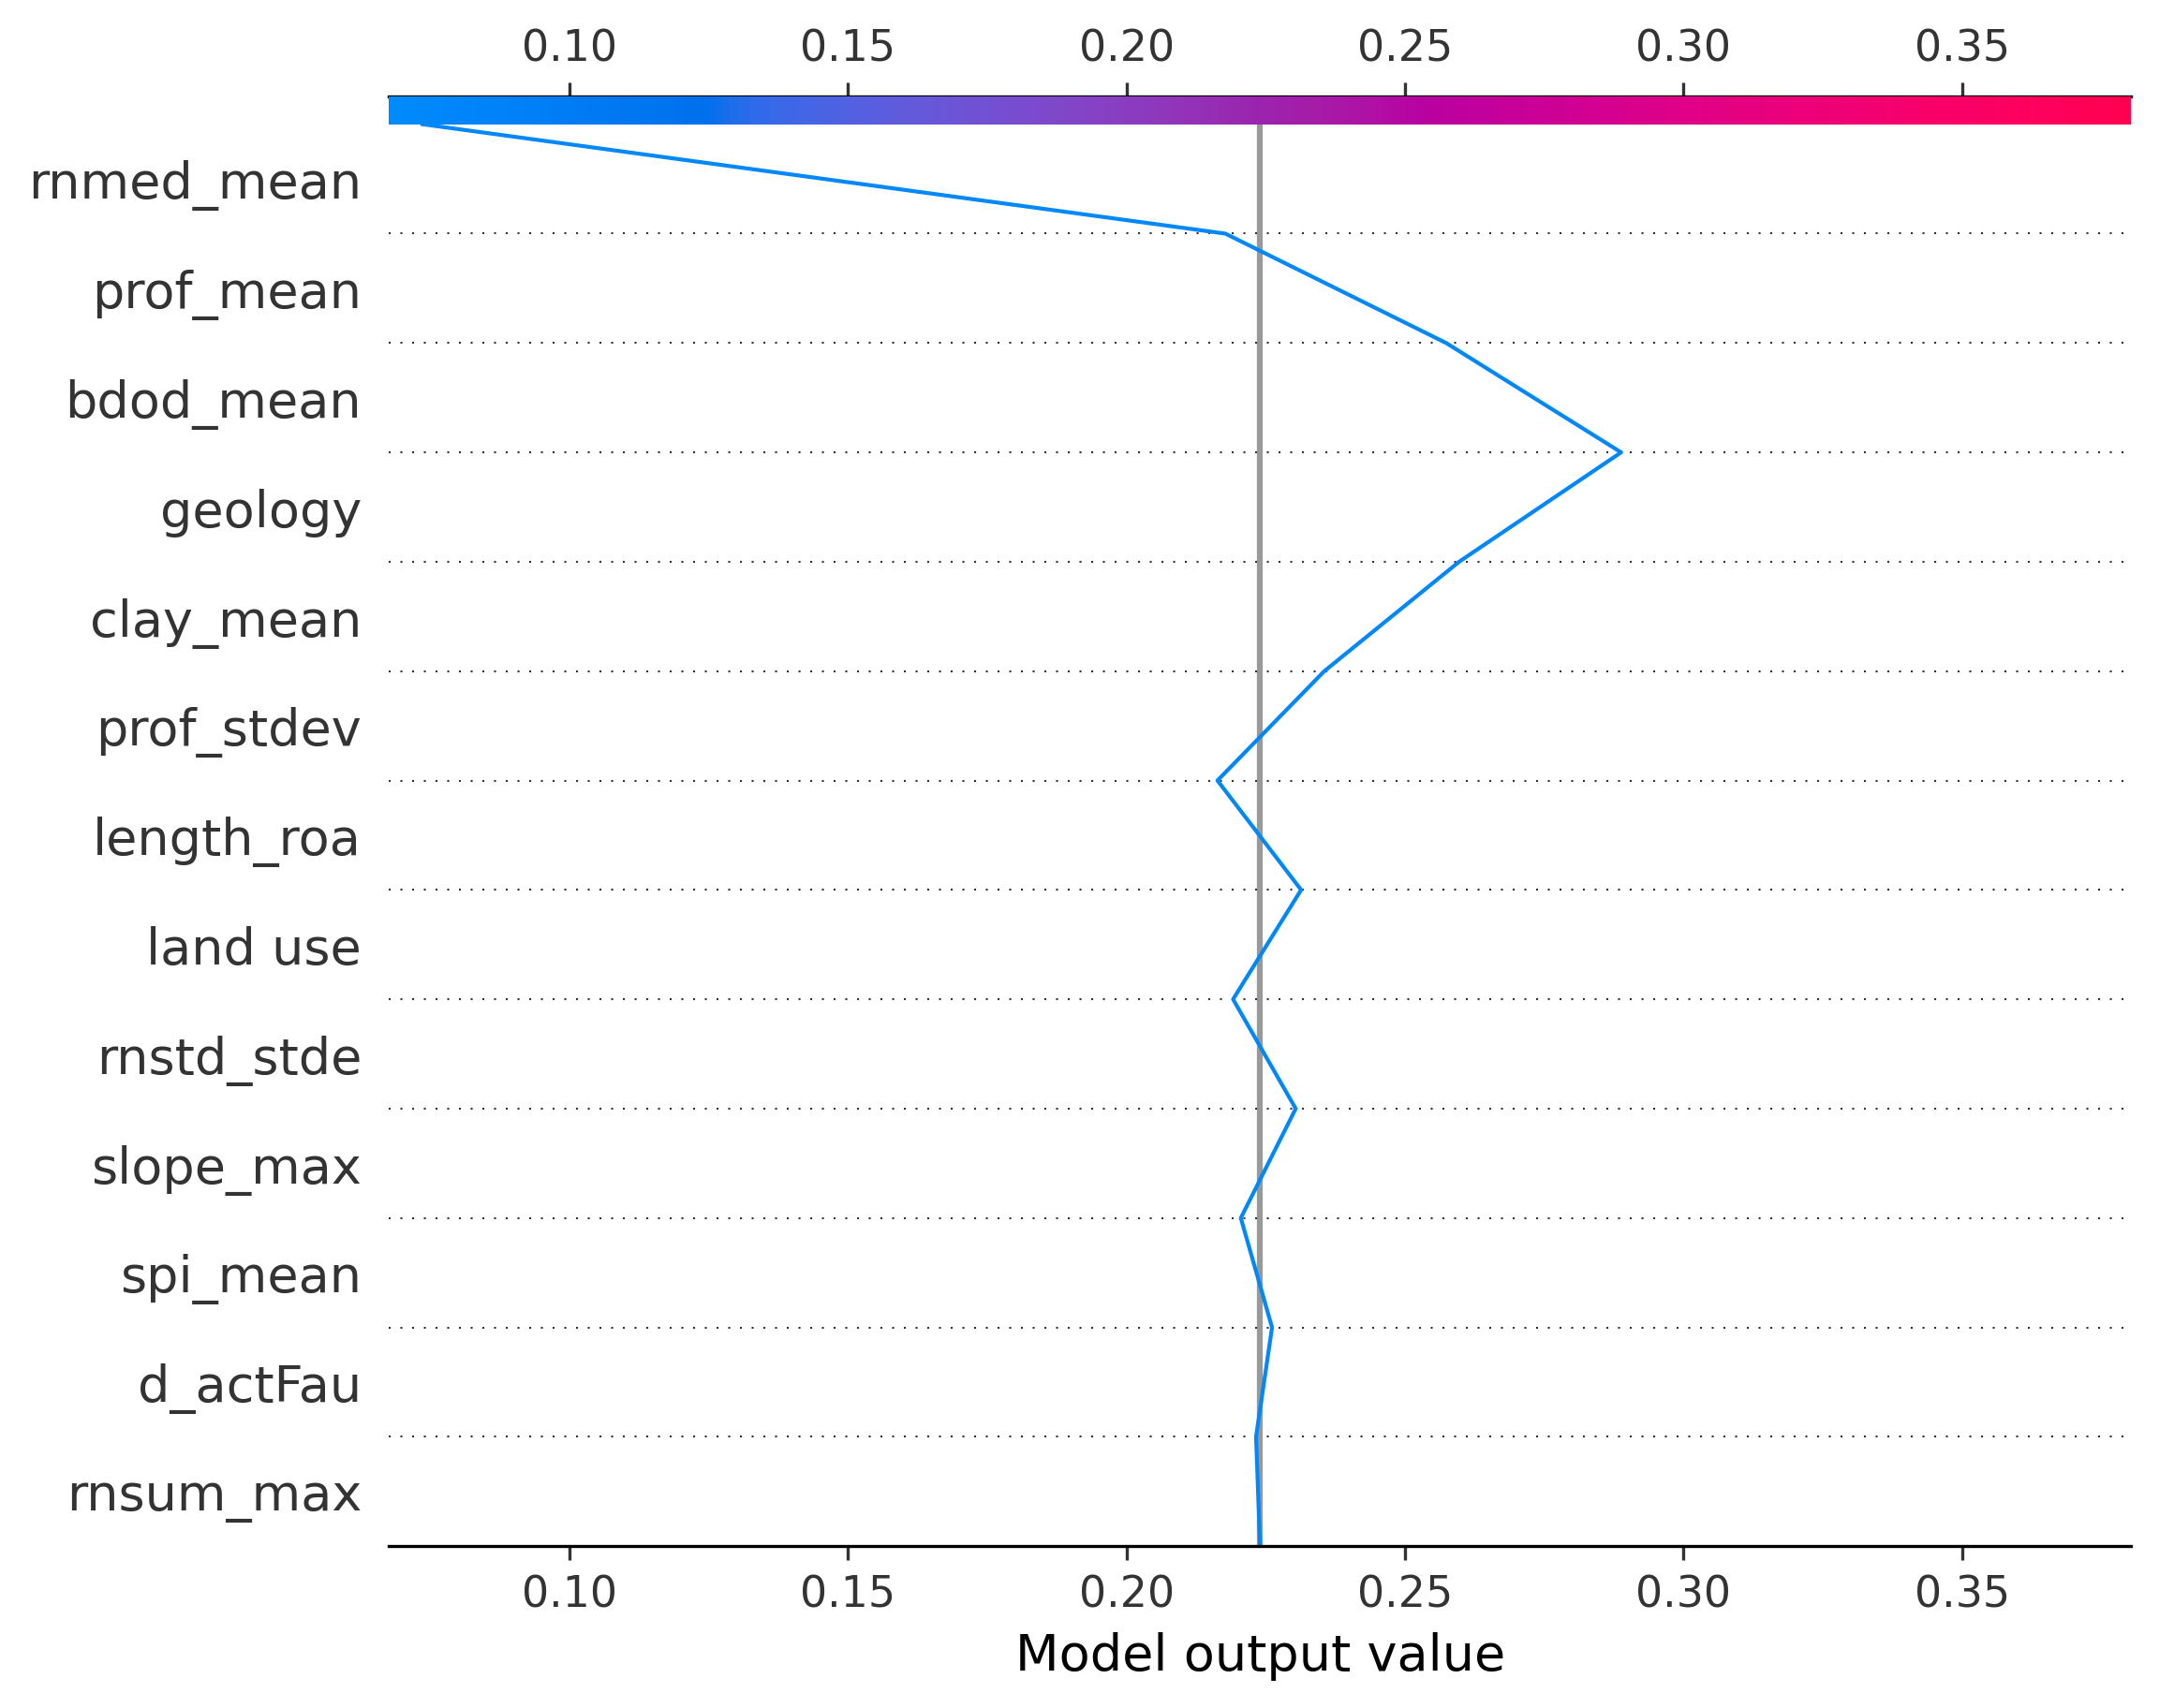 0.10 0.15 0.20 0.25 0.30 0.35
rnmed_mean
prof_mean
bdod_mean
geology
clay_mean
prof_stdev
length_roa
land use
rnstd_stde
slope_max
spi_mean
d_actFau
rnsum_max
0.10 0.15 0.20 0.25 0.30 0.35
Model output value